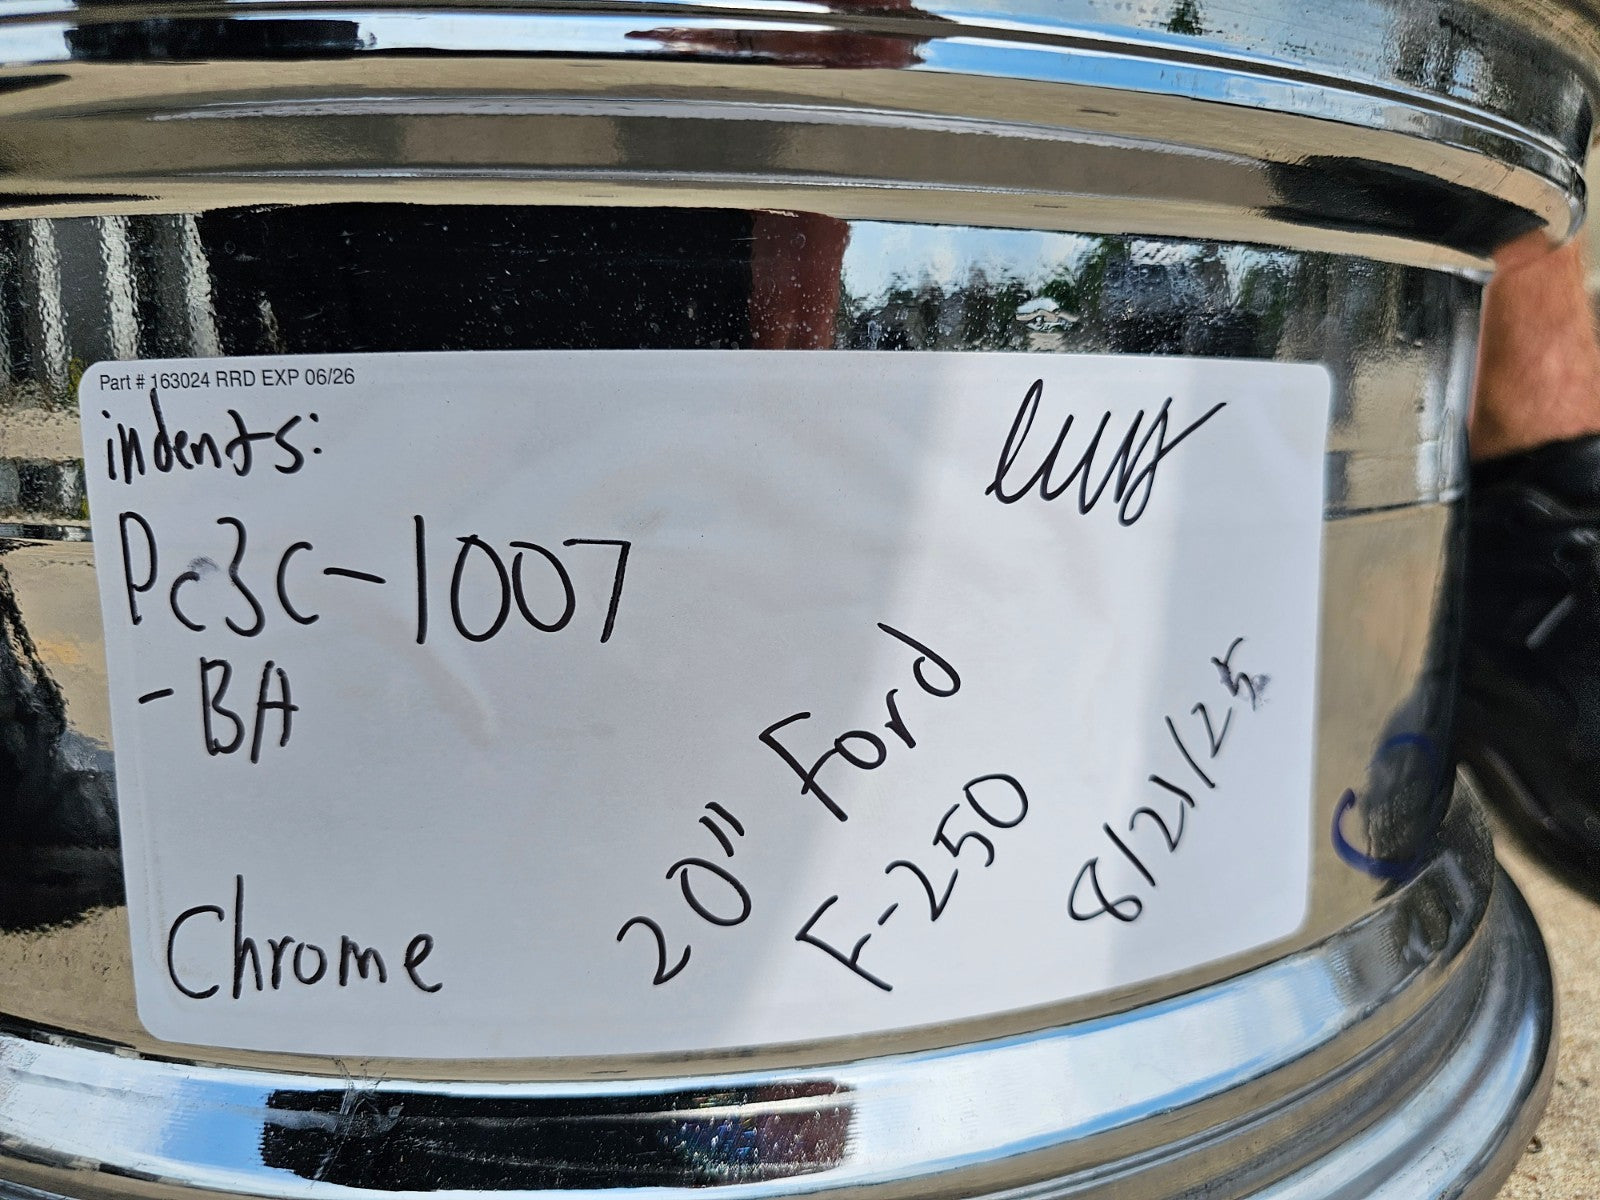 Part # 163024 RRD EXP 06/26
indents:
Pc3C-1007
-BA
Chrome
20" Ford
F-250
8/21/25